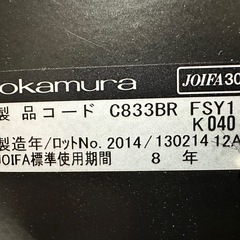 okamura JOIFA30
製品コード C833BR FSY1
K040
製造年/ロットNo. 2014/130214 12A
JOIFA標準使用期間 8 年